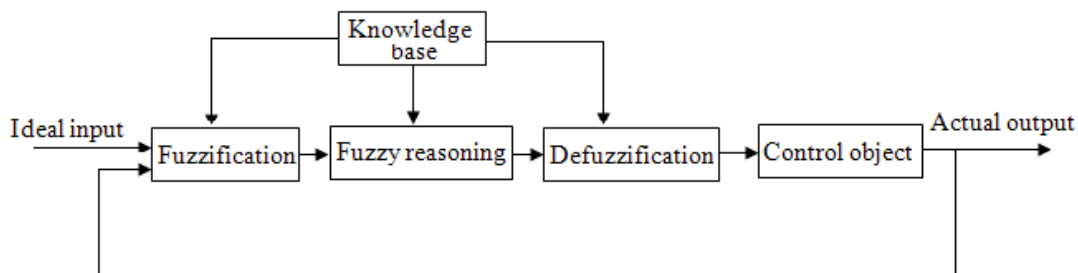 Knowledge
base
Ideal input
Actual output
Fuzzification
Fuzzy reasoning
Defuzzification
Control object